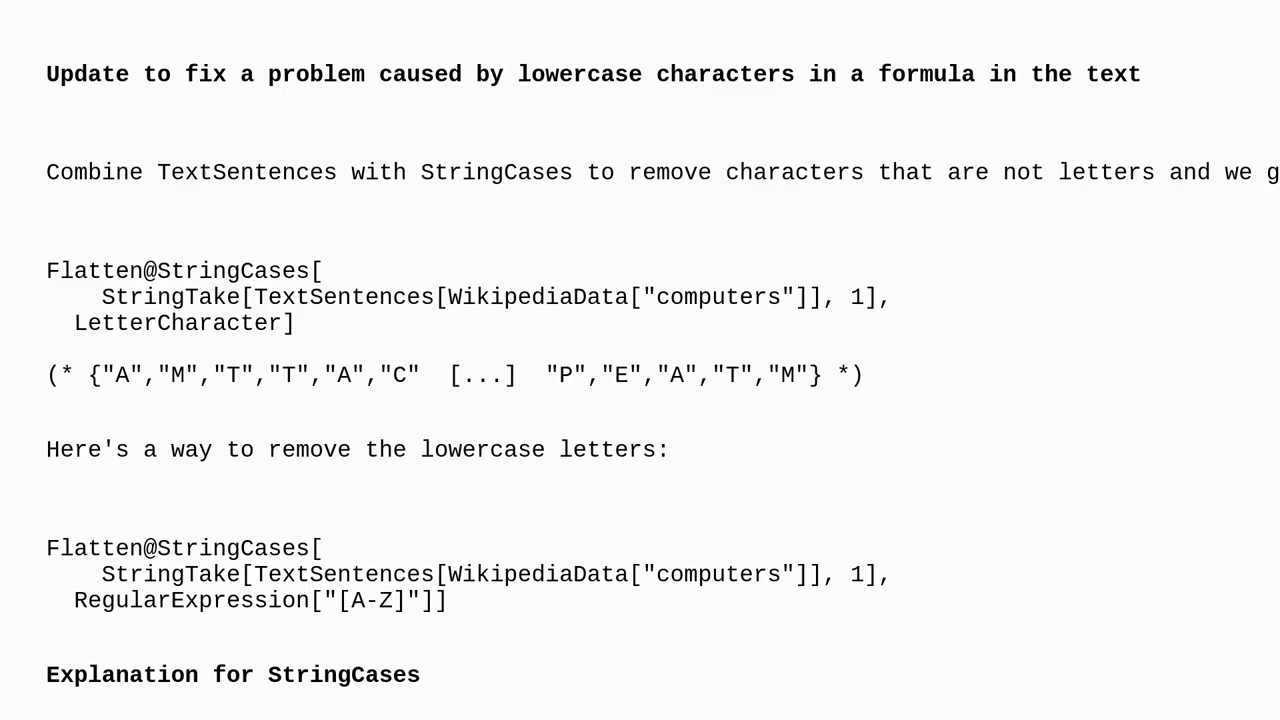 Update to fix a problem caused by lowercase characters in a formula in the text
Combine TextSentences with StringCases to remove characters that are not letters and we
Flatten@StringCases[
    StringTake[TextSentences[WikipediaData["computers"]], 1],
  LetterCharacter]
(* {"A","M","T","T","A","C"  [...]  "P","E","A","T","M"} *)
Here's a way to remove the lowercase letters:
Flatten@StringCases[
    StringTake[TextSentences[WikipediaData["computers"]], 1],
  RegularExpression["[A-Z]"]]
Explanation for StringCases